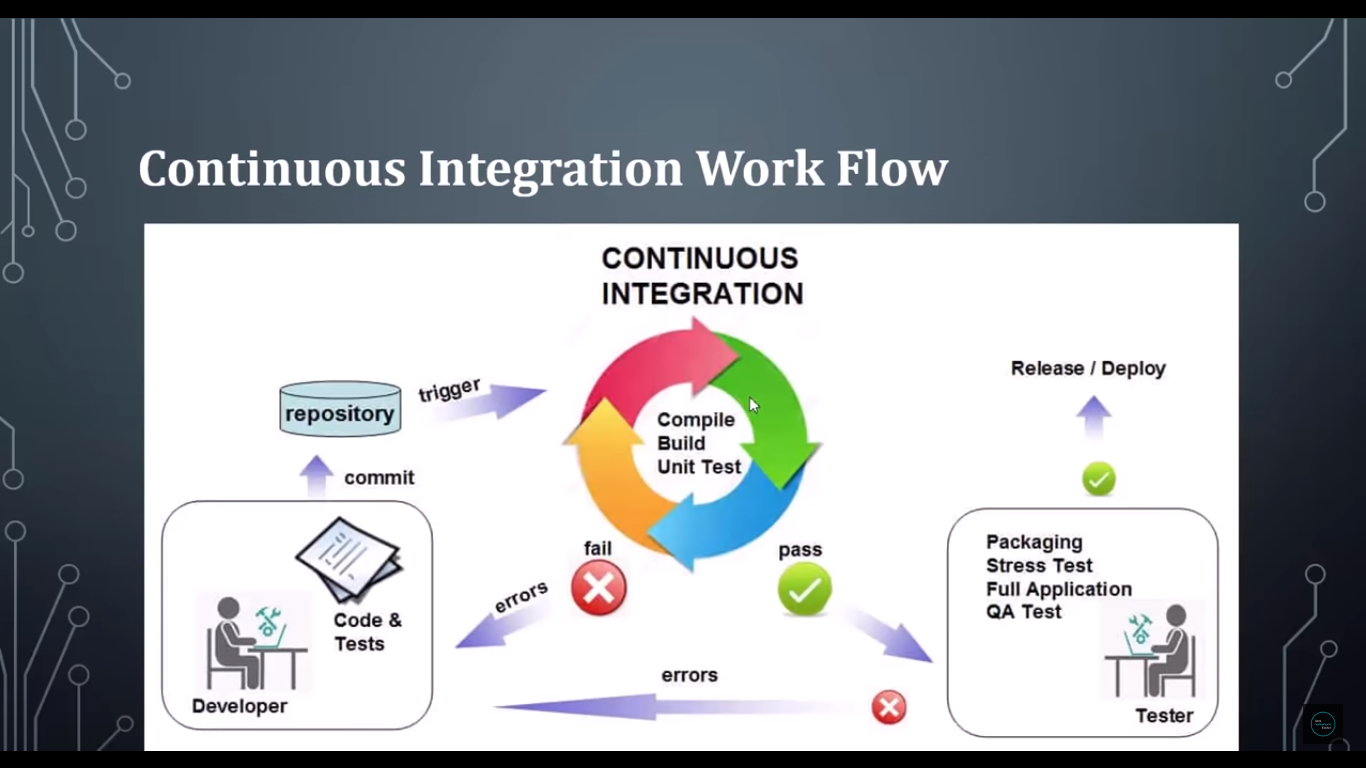 Continuous Integration Work Flow
CONTINUOUS
INTEGRATION
repository
trigger
commit
Compile
Build
Unit Test
fail
pass
errors
Code &
Tests
Developer
errors
Release / Deploy
Packaging
Stress Test
Full Application
QA Test
Tester